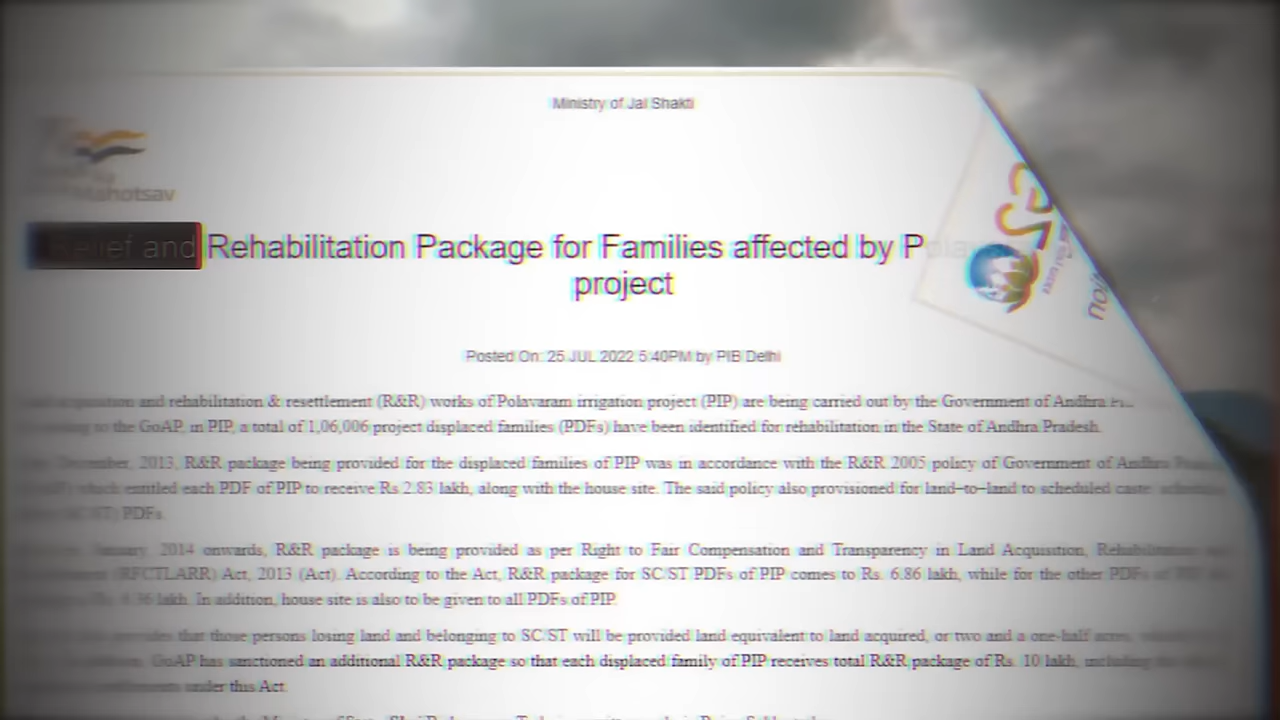 Ministry of Jal Shakti
Mahotsav
Relief and Rehabilitation Package for Families affected by P
project
Posted On: 25 JUL 2022 5:40PM by PIB Delhi
and rehabilitation & resettlement (R&R) works of Polavaram irrigation project (PIP) are being carried out by the Government of Andhra
to the GoAP, in PIP, a total of 1,06,006 project displaced families (PDFs) have been identified for rehabilitation in the State of Andhra Pradesh.
December, 2013, R&R package being provided for the displaced families of PIP was in accordance with the R&R 2005 policy of Government of Andhra
which entitled each PDF of PIP to receive Rs 2.83 lakh, along with the house site. The said policy also provisioned for land-to-land to scheduled caste
PDFs.
January, 2014 onwards, R&R package is being provided as per Right to Fair Compensation and Transparency in Land Acquisition,
(RFCTLARR) Act, 2013 (Act). According to the Act, R&R package for SC/ST PDFs of PIP comes to Rs. 6.86 lakh, while for the other PDFs
lakh. In addition, house site is also to be given to all PDFs of PIP.
that those persons losing land and belonging to SC/ST will be provided land equivalent to land acquired, or two and a one-half
GoAP has sanctioned an additional R&R package so that each displaced family of PIP receives total R&R package of Rs. 10 lakh, including
under this Act.